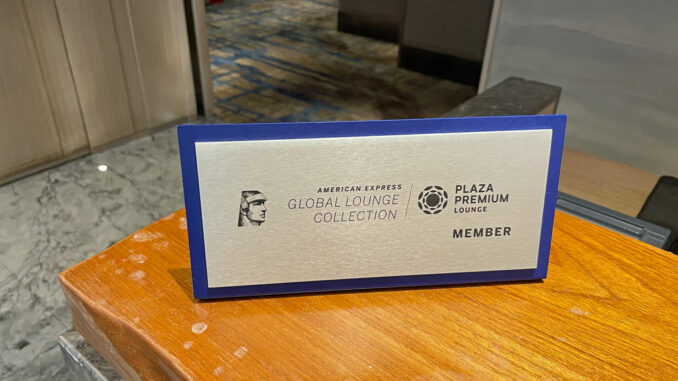 AMERICAN EXPRESS
GLOBAL LOUNGE
COLLECTION
PLAZA
PREMIUM
LOUNGE
MEMBER